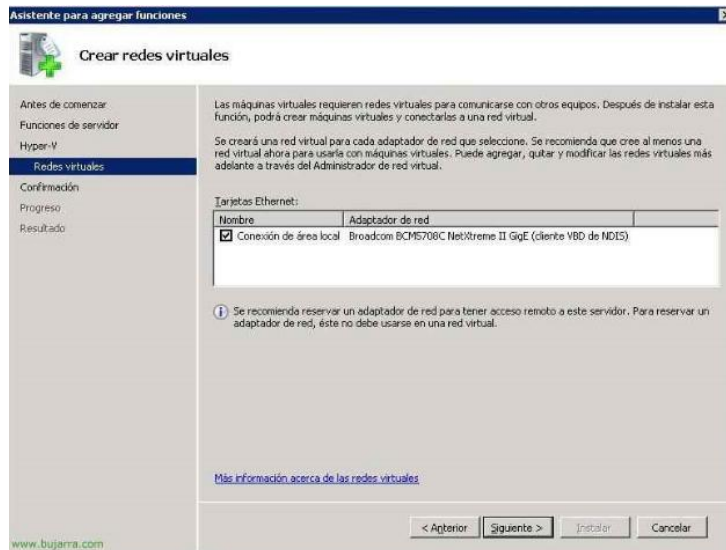 Asistente para agregar funciones
Crear redes virtuales
Antes de comenzar
Funciones de servidor
Hyper-V
Redes virtuales
Confirmación
Progreso
Resultado
Las máquinas virtuales requieren redes virtuales para comunicarse con otros equipos. Después de instalar esta
función, podrá crear máquinas virtuales y conectarlas a una red virtual.
Se creará una red virtual para cada adaptador de red que seleccione. Se recomienda que cree al menos una
red virtual ahora para usarla con máquinas virtuales. Puede agregar, quitar y modificar las redes virtuales más
adelante a través del Administrador de red virtual.
Tarjetas Ethernet:
Nombre Adaptador de red
Conexión de área local Broadcom BCM5708C NetXtreme II GigE (cliente VBD de NDIS)
Se recomienda reservar un adaptador de red para tener acceso remoto a este servidor. Para reservar un
adaptador de red, éste no debe usarse en una red virtual.
Más información acerca de las redes virtuales
< Anterior Siguiente > Instalar Cancelar
www.bujarra.com